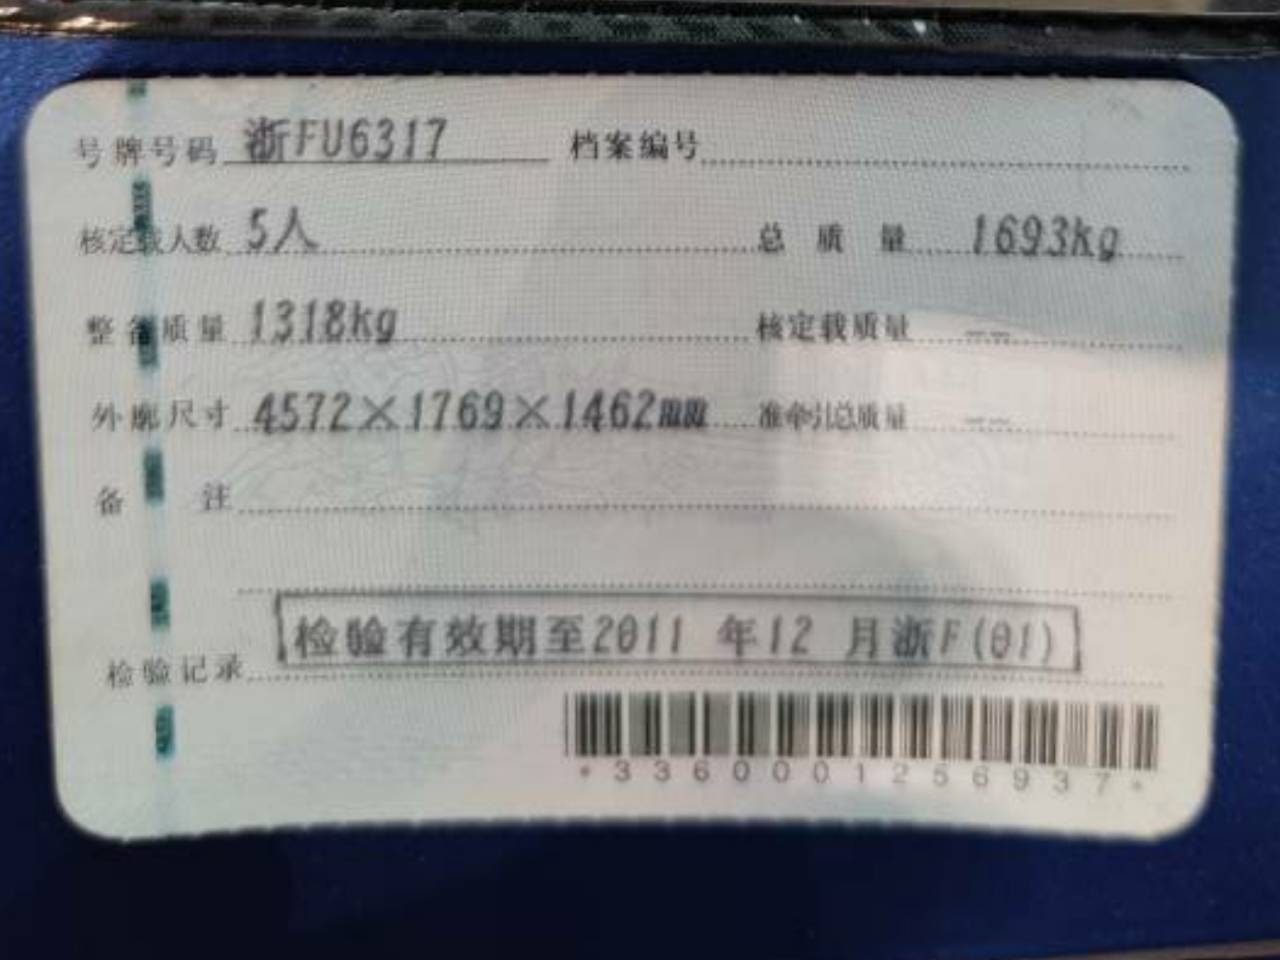 号牌号码 浙FU6317 档案编号
核定载人数 5人 总质量 1693kg
整备质量 1318kg 核定载质量 --
外廓尺寸 4572×1769×1462mm 准牵引总质量 --
备注
检验记录 检验有效期至2011年12月浙F(01)
*3360001256937*